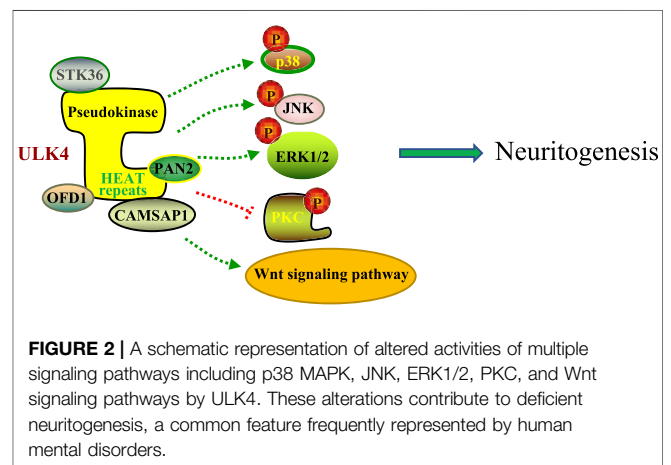 P
STK36
p38
Pseudokinase
P
JNK
P
ULK4
PAN2
ERK1/2
Neuritogenesis
HEAT
repeats
OFD1
CAMSAP1
P
PKC
Wnt signaling pathway
FIGURE 2 | A schematic representation of altered activities of multiple
signaling pathways including p38 MAPK, JNK, ERK1/2, PKC, and Wnt
signaling pathways by ULK4. These alterations contribute to deficient
neuritogenesis, a common feature frequently represented by human
mental disorders.